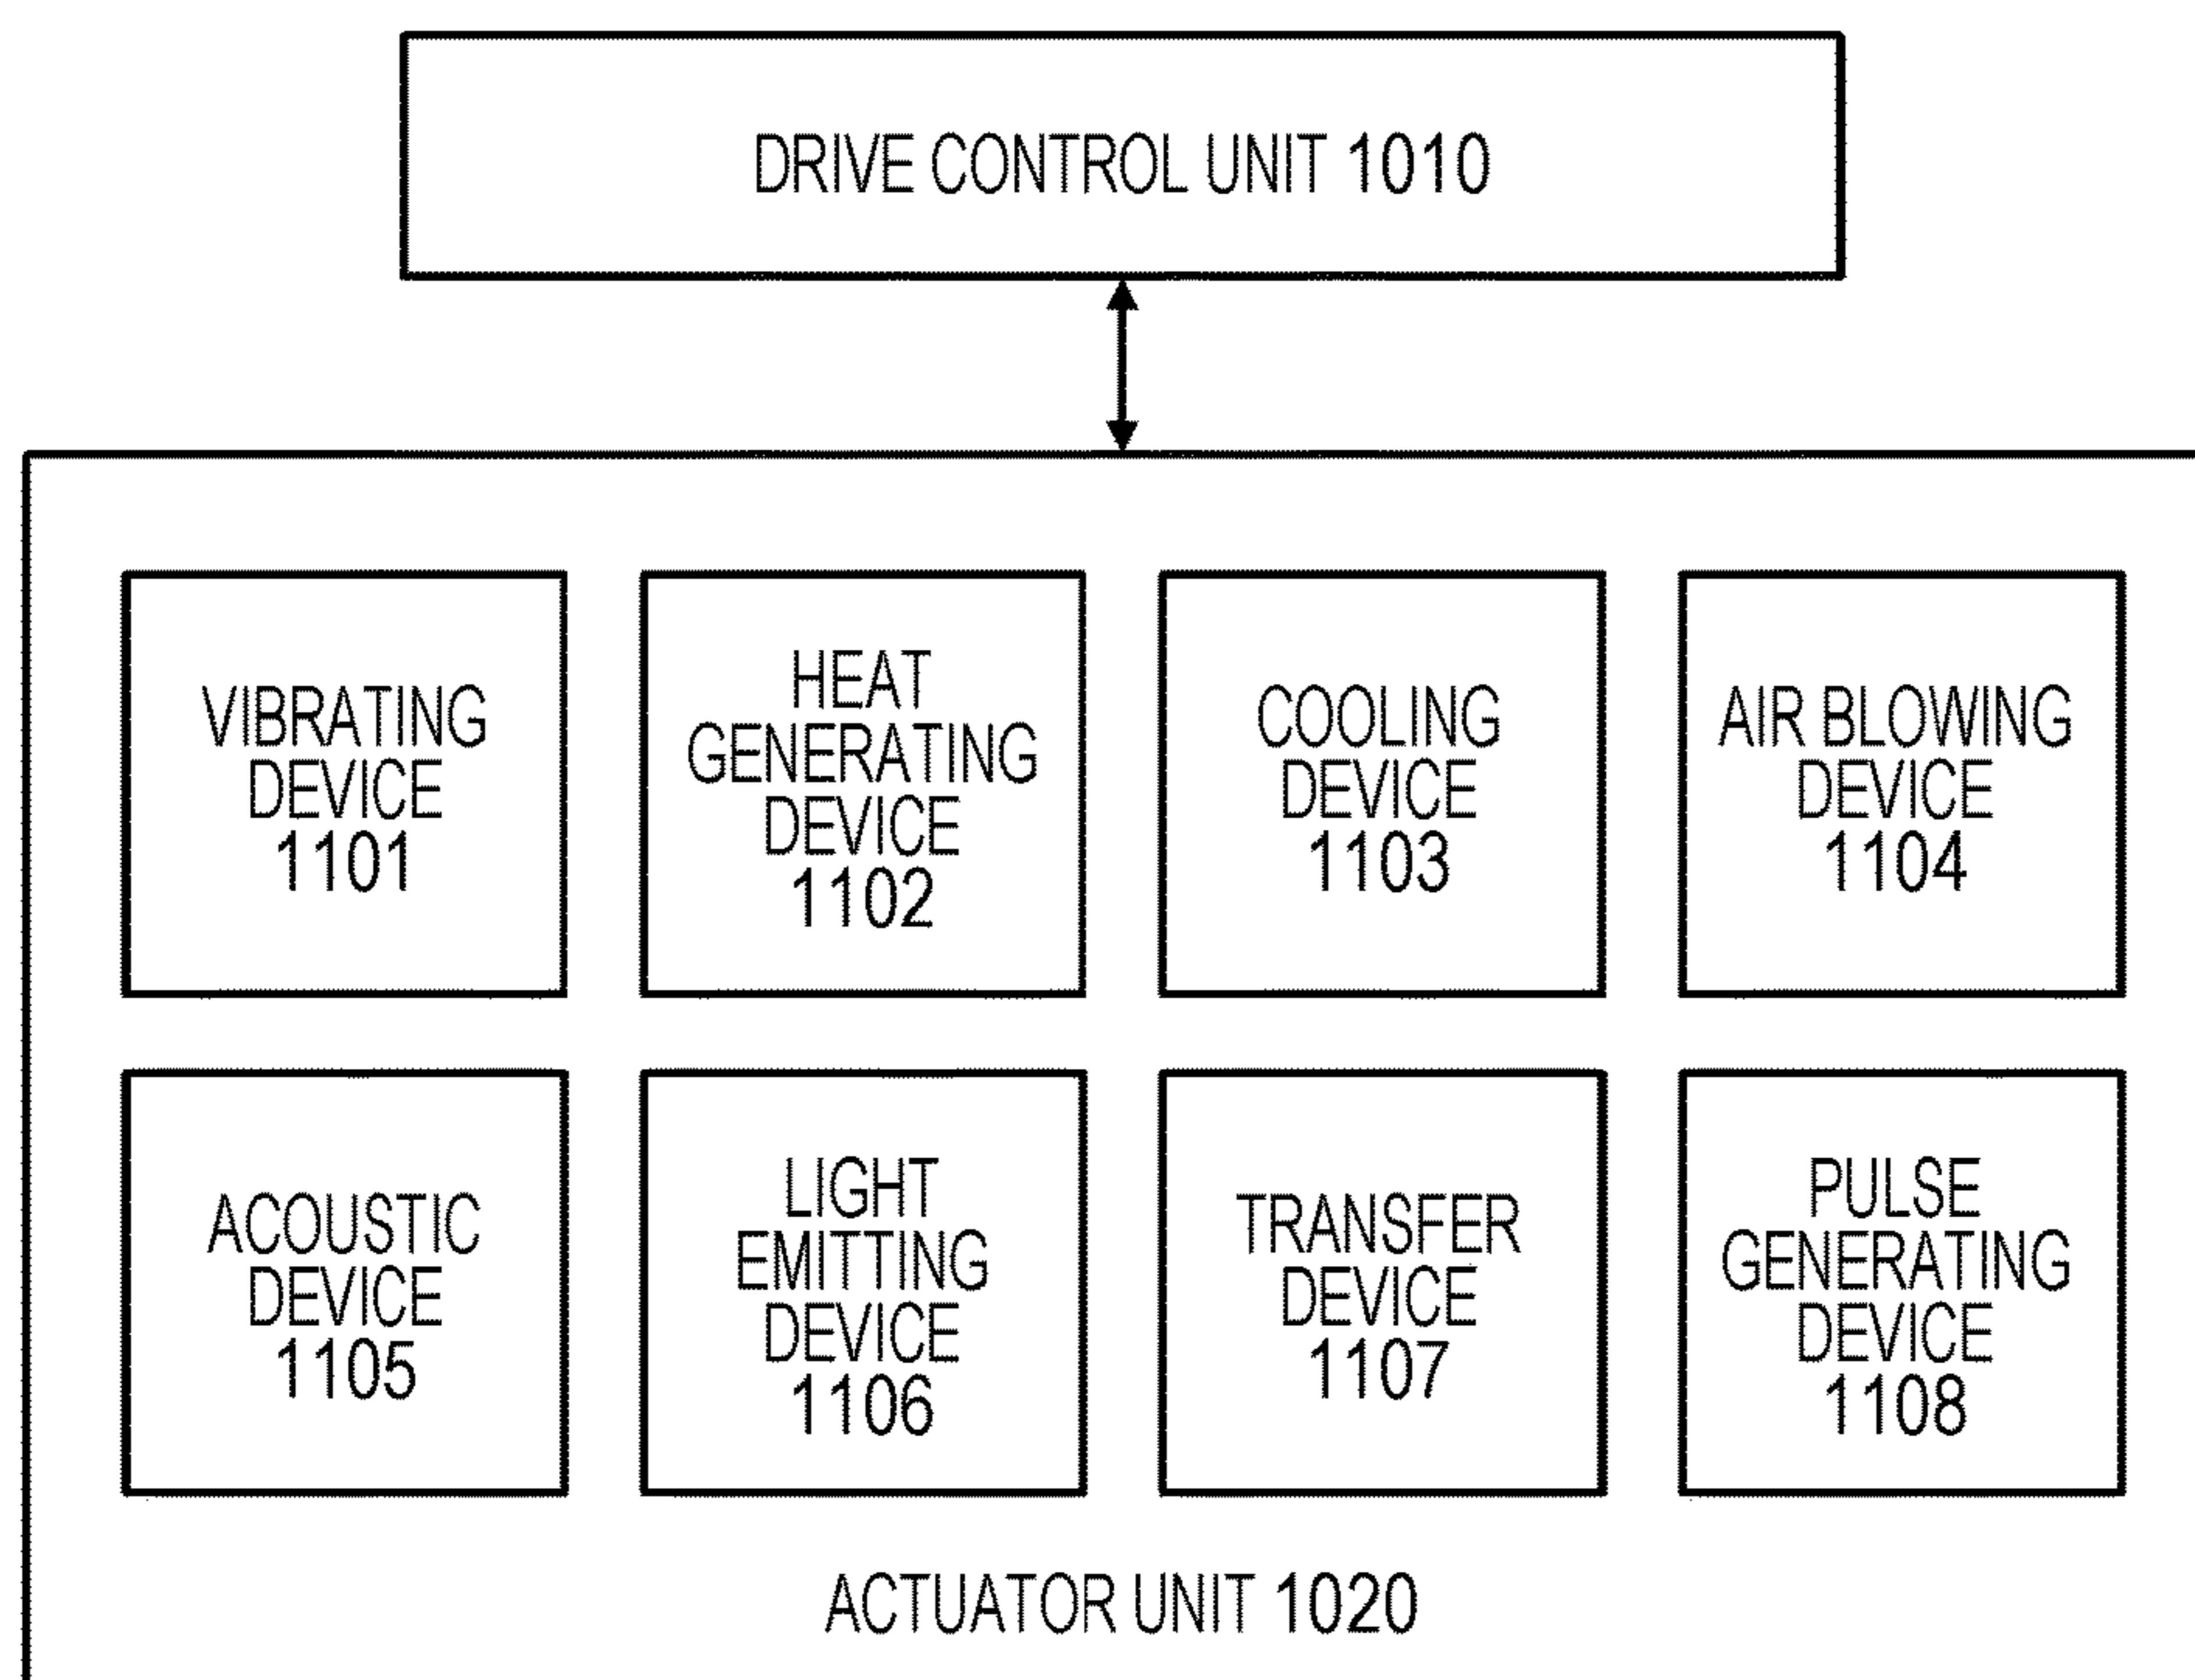 DRIVE CONTROL UNIT 1010
VIBRATING
DEVICE
1101
HEAT
GENERATING
DEVICE
1102
COOLING
DEVICE
1103
AIR BLOWING
DEVICE
1104
ACOUSTIC
DEVICE
1105
LIGHT
EMITTING
DEVICE
1106
TRANSFER
DEVICE
1107
PULSE
GENERATING
DEVICE
1108
ACTUATOR UNIT 1020